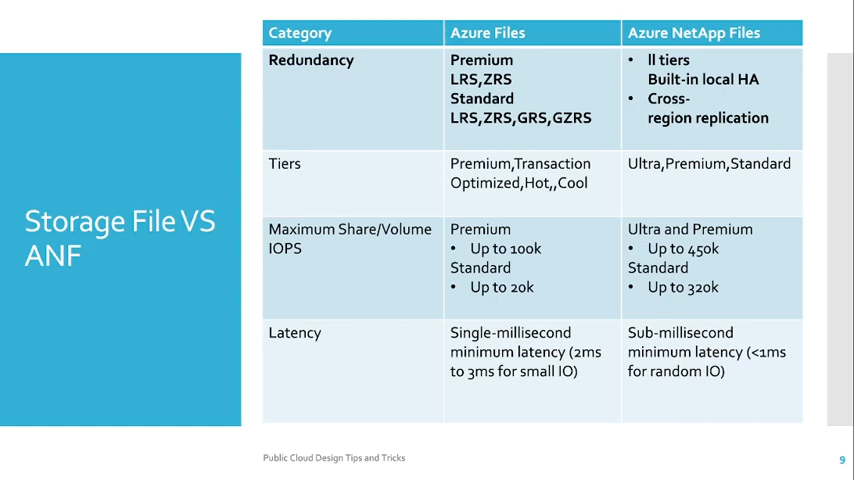 Storage File VS
ANF
Category Azure Files Azure NetApp Files
Redundancy
Premium
LRS,ZRS
Standard
LRS,ZRS,GRS,GZRS
• ll tiers
Built-in local HA
• Cross-
region replication
Tiers
Premium,Transaction
Optimized,Hot,,Cool
Ultra,Premium,Standard
Maximum Share/Volume
IOPS
Premium
• Up to 100k
Standard
• Up to 20k
Ultra and Premium
• Up to 450k
Standard
• Up to 320k
Latency
Single-millisecond
minimum latency (2ms
to 3ms for small IO)
Sub-millisecond
minimum latency (<1ms
for random IO)
Public Cloud Design Tips and Tricks
9